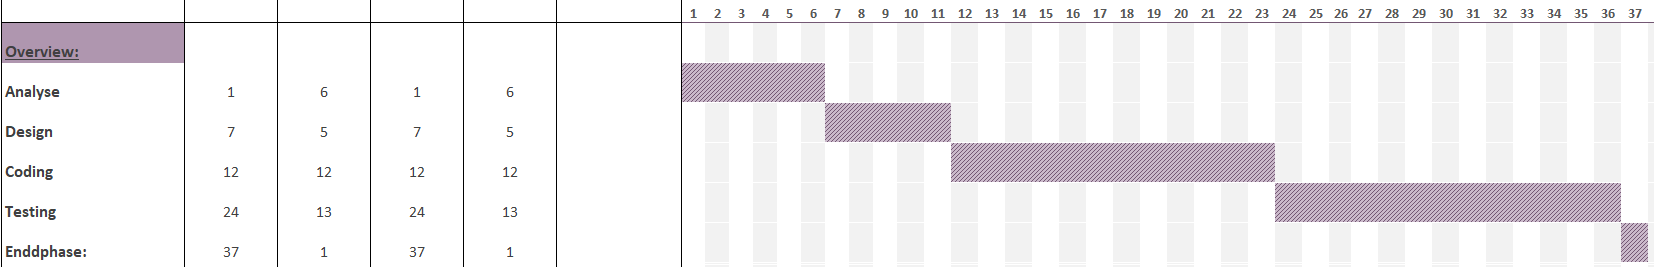 1 2 3 4 5 6 7 8 9 10 11 12 13 14 15 16 17 18 19 20 21 22 23 24 25 26 27 28 29 30 31 32 33 34 35 36 37
Overview:
Analyse 1 6 1 6
Design 7 5 7 5
Coding 12 12 12 12
Testing 24 13 24 13
Enddphase: 37 1 37 1